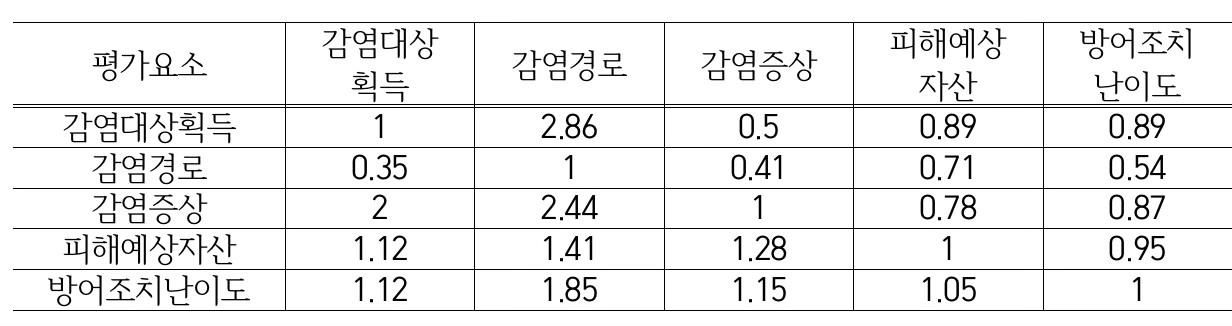 평가요소 감염대상획득 감염경로 감염증상 피해예상자산 방어조치난이도
감염대상획득 1 2.86 0.5 0.89 0.89
감염경로 0.35 1 0.41 0.71 0.54
감염증상 2 2.44 1 0.78 0.87
피해예상자산 1.12 1.41 1.28 1 0.95
방어조치난이도 1.12 1.85 1.15 1.05 1